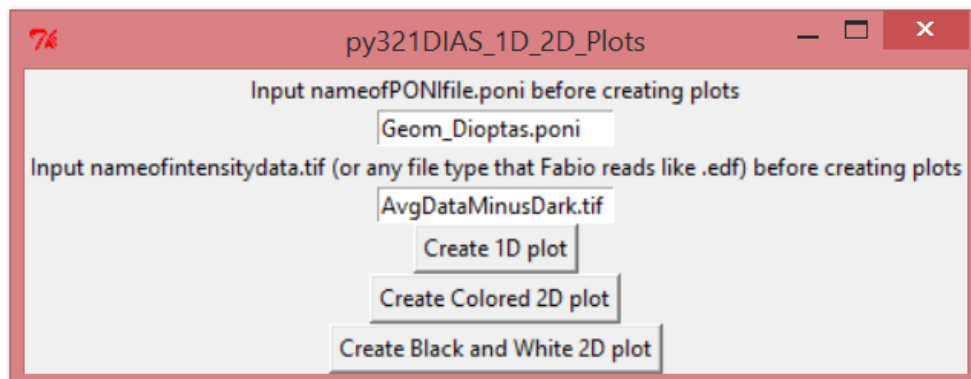 py321DIAS_1D_2D_Plots
Input nameofPONIfile.poni before creating plots
Geom_Dioptas.poni
Input nameofintensitydata.tif (or any file type that Fabio reads like .edf) before creating plots
AvgDataMinusDark.tif
Create 1D plot
Create Colored 2D plot
Create Black and White 2D plot